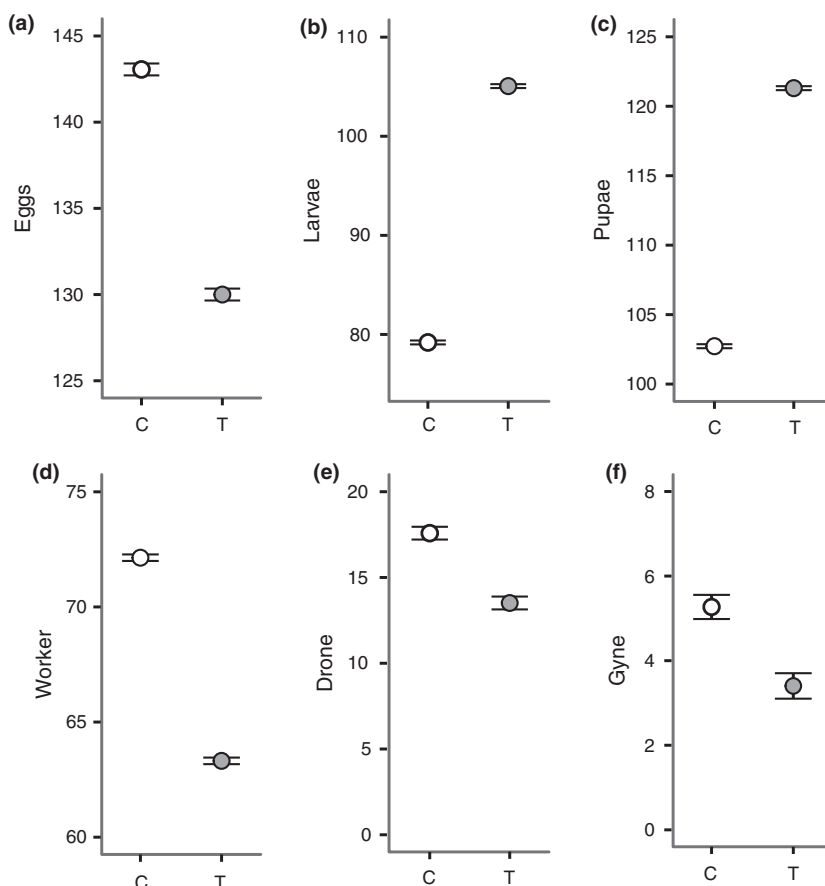 (a)
145
140
135
130
125
Eggs
C T
(b)
110
100
90
80
Larvae
C T
(c)
125
120
115
110
105
100
Pupae
C T
(d)
75
70
65
60
Worker
C T
(e)
20
15
10
5
0
Drone
C T
(f)
8
6
4
2
0
Gyne
C T